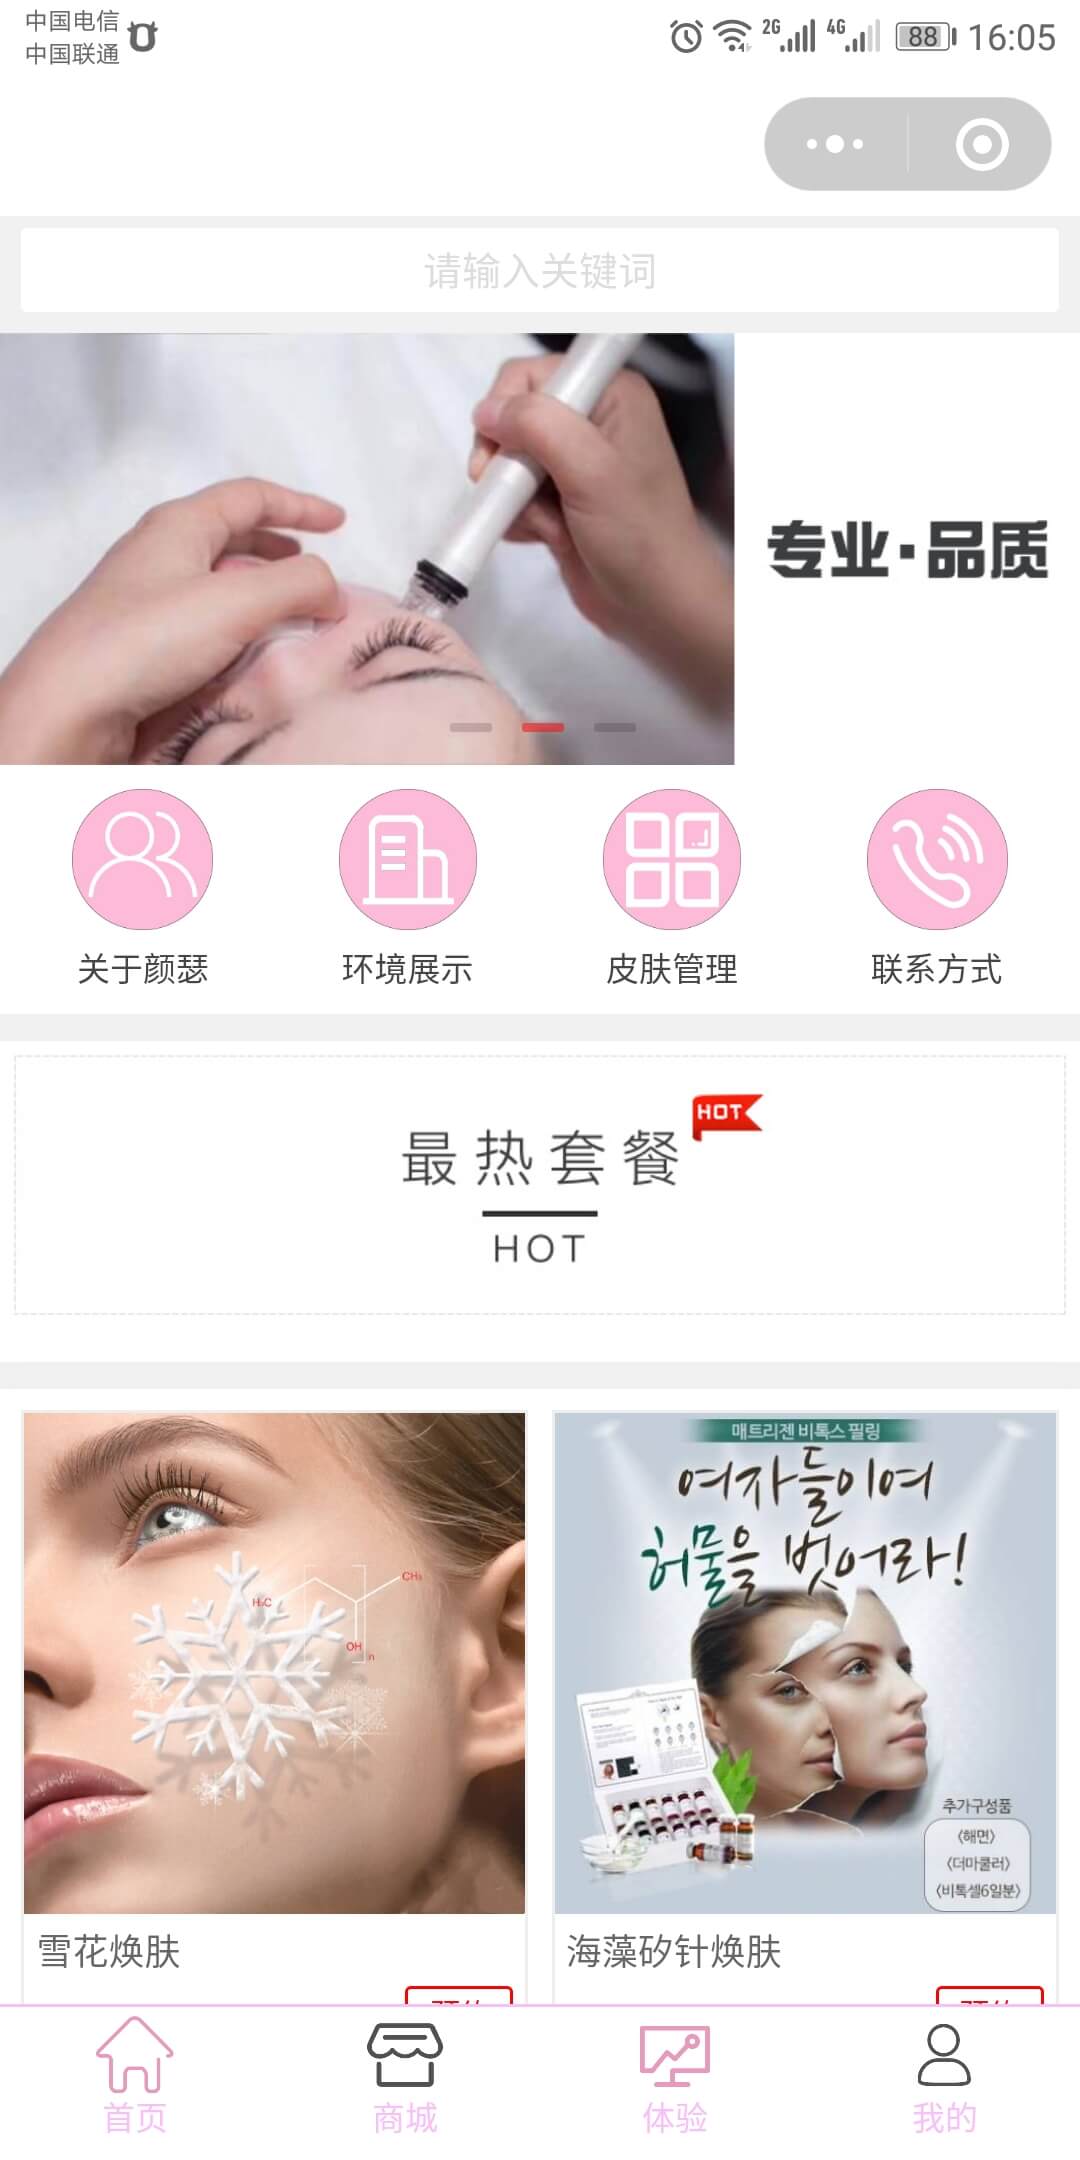 中国电信
中国联通
2G
4G
88
16:05
请输入关键词
专业·品质
关于颜瑟
环境展示
皮肤管理
联系方式
最热套餐
HOT
HOT
H₃C
CH₃
OH
n
매트리젠 비톡스 필링
여자들이여
허물을 벗어라!
추가구성품
<해면>
<더마쿨러>
<비톡셀6일분>
雪花焕肤
海藻矽针焕肤
首页
商城
体验
我的